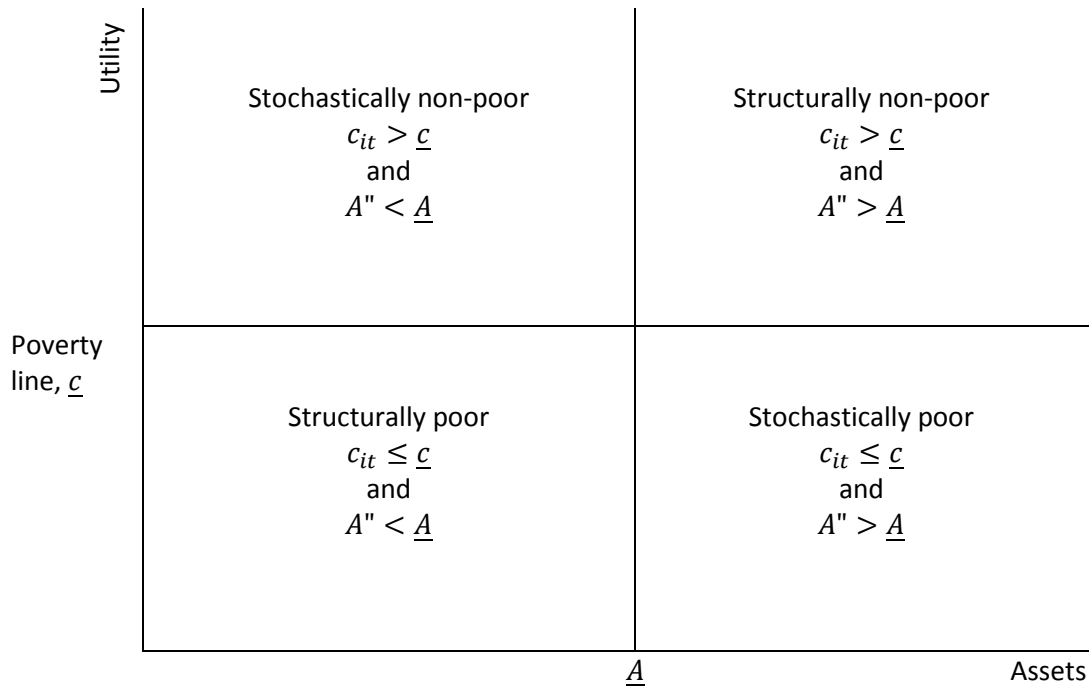 Utility
Stochastically non-poor
c_it > c̲
and
A" < A̲
Structurally non-poor
c_it > c̲
and
A" > A̲
Poverty
line, c̲
Structurally poor
c_it ≤ c̲
and
A" < A̲
Stochastically poor
c_it ≤ c̲
and
A" > A̲
A̲
Assets